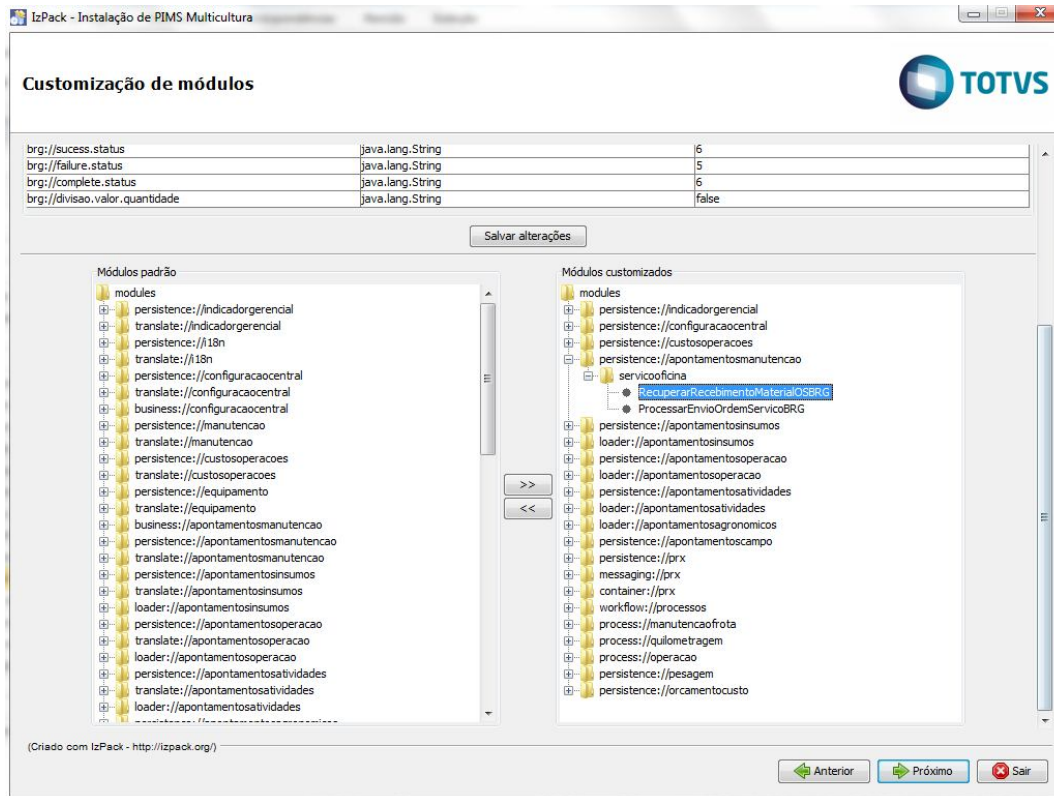 IzPack - Instalação de PIMS Multicultura
Customização de módulos
TOTVS
brg://sucess.status java.lang.String 6
brg://failure.status java.lang.String 5
brg://complete.status java.lang.String 6
brg://divisao.valor.quantidade java.lang.String false
Salvar alterações
Módulos padrão
modules
persistence://indicadorgerencial
translate://indicadorgerencial
persistence://i18n
translate://i18n
persistence://configuracaocentral
translate://configuracaocentral
business://configuracaocentral
persistence://manutencao
translate://manutencao
persistence://custosoperacoes
translate://custosoperacoes
persistence://equipamento
translate://equipamento
business://apontamentosmanutencao
persistence://apontamentosmanutencao
translate://apontamentosmanutencao
persistence://apontamentosinsumos
translate://apontamentosinsumos
loader://apontamentosinsumos
persistence://apontamentosoperacao
translate://apontamentosoperacao
loader://apontamentosoperacao
persistence://apontamentosatividades
translate://apontamentosatividades
loader://apontamentosatividades
>>
<<
Módulos customizados
modules
persistence://indicadorgerencial
persistence://configuracaocentral
persistence://custosoperacoes
persistence://apontamentosmanutencao
servicooficina
RecuperarRecebimentoMaterialOSBRG
ProcessarEnvioOrdemServicoBRG
persistence://apontamentosinsumos
loader://apontamentosinsumos
persistence://apontamentosoperacao
loader://apontamentosoperacao
persistence://apontamentosatividades
loader://apontamentosatividades
loader://apontamentosagronomicos
persistence://apontamentoscampo
persistence://prx
messaging://prx
container://prx
workflow://processos
process://manutencaofrota
process://quilometragem
process://operacao
persistence://pesagem
persistence://orcamentocusto
(Criado com IzPack - http://izpack.org/)
Anterior
Próximo
Sair